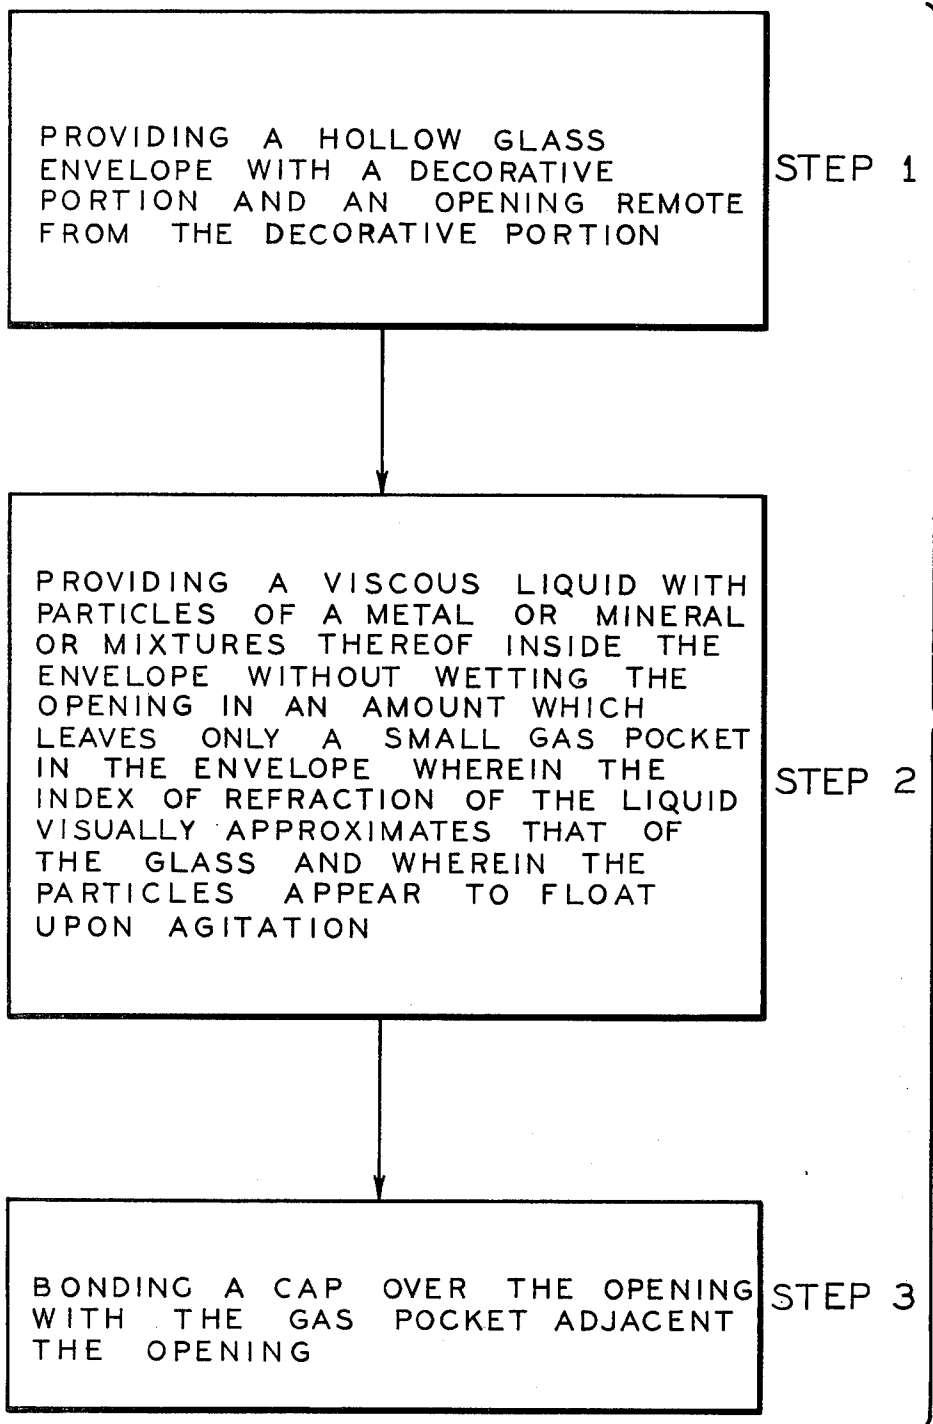 PROVIDING A HOLLOW GLASS
ENVELOPE WITH A DECORATIVE
PORTION AND AN OPENING REMOTE
FROM THE DECORATIVE PORTION
STEP 1
PROVIDING A VISCOUS LIQUID WITH
PARTICLES OF A METAL OR MINERAL
OR MIXTURES THEREOF INSIDE THE
ENVELOPE WITHOUT WETTING THE
OPENING IN AN AMOUNT WHICH
LEAVES ONLY A SMALL GAS POCKET
IN THE ENVELOPE WHEREIN THE
INDEX OF REFRACTION OF THE LIQUID
VISUALLY APPROXIMATES THAT OF
THE GLASS AND WHEREIN THE
PARTICLES APPEAR TO FLOAT
UPON AGITATION
STEP 2
BONDING A CAP OVER THE OPENING
WITH THE GAS POCKET ADJACENT
THE OPENING
STEP 3